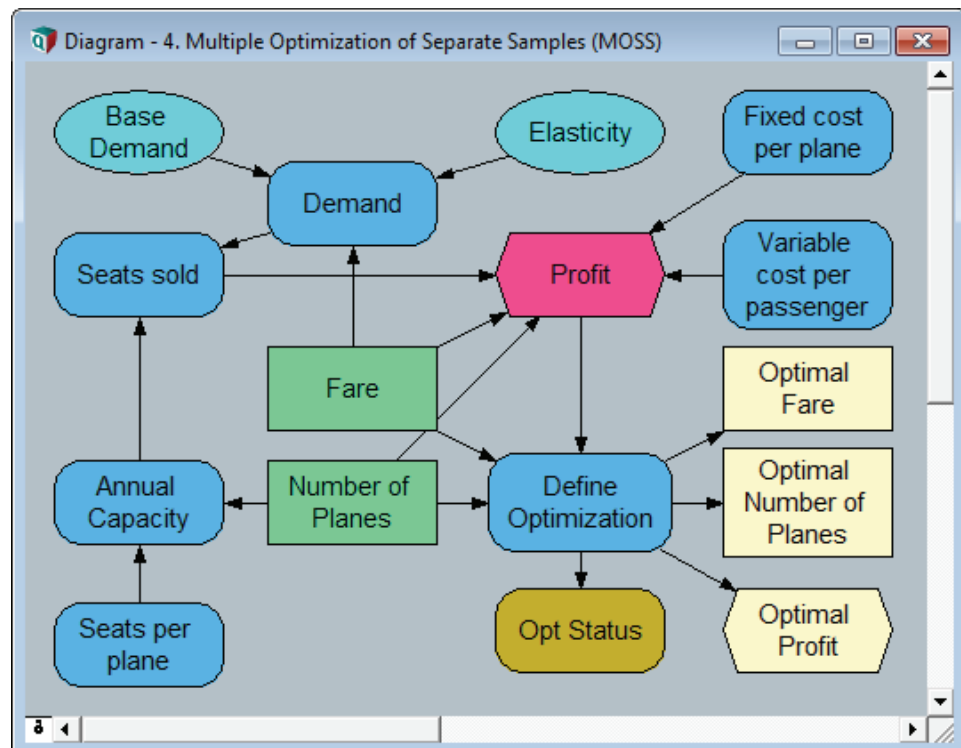 Diagram - 4. Multiple Optimization of Separate Samples (MOSS)
Base
Demand
Elasticity
Fixed cost
per plane
Demand
Seats sold
Profit
Variable
cost per
passenger
Fare
Optimal
Fare
Annual
Capacity
Number of
Planes
Define
Optimization
Optimal
Number of
Planes
Seats per
plane
Opt Status
Optimal
Profit